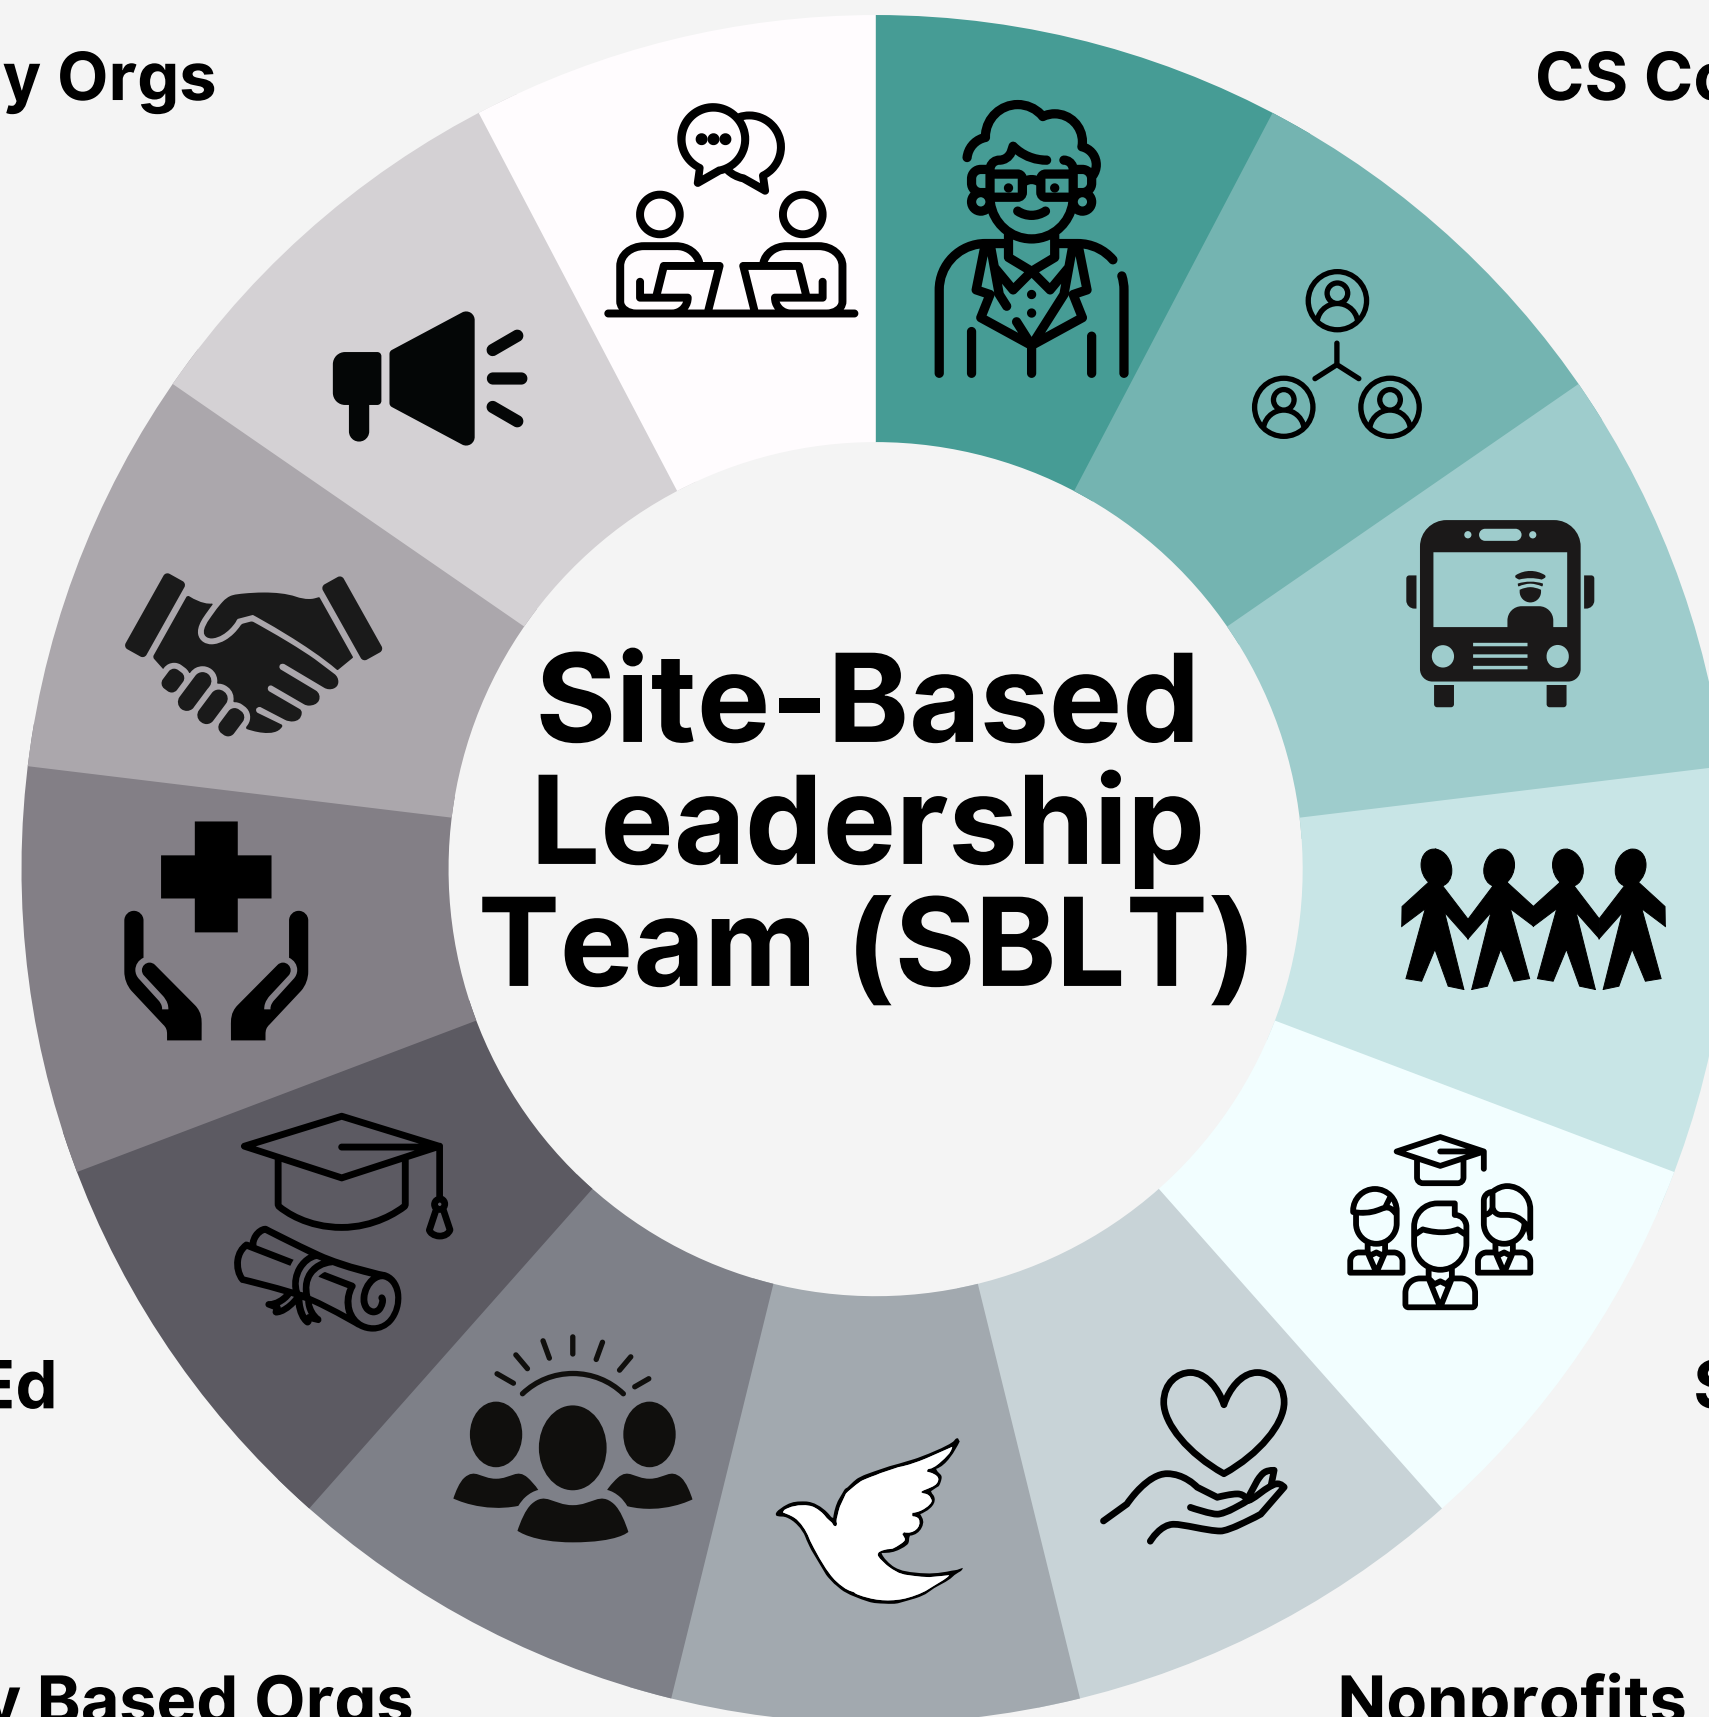 y Orgs
CS Co
Site-Based
Leadership
Team (SBLT)
Ed
S
y Based Orgs
Nonprofits